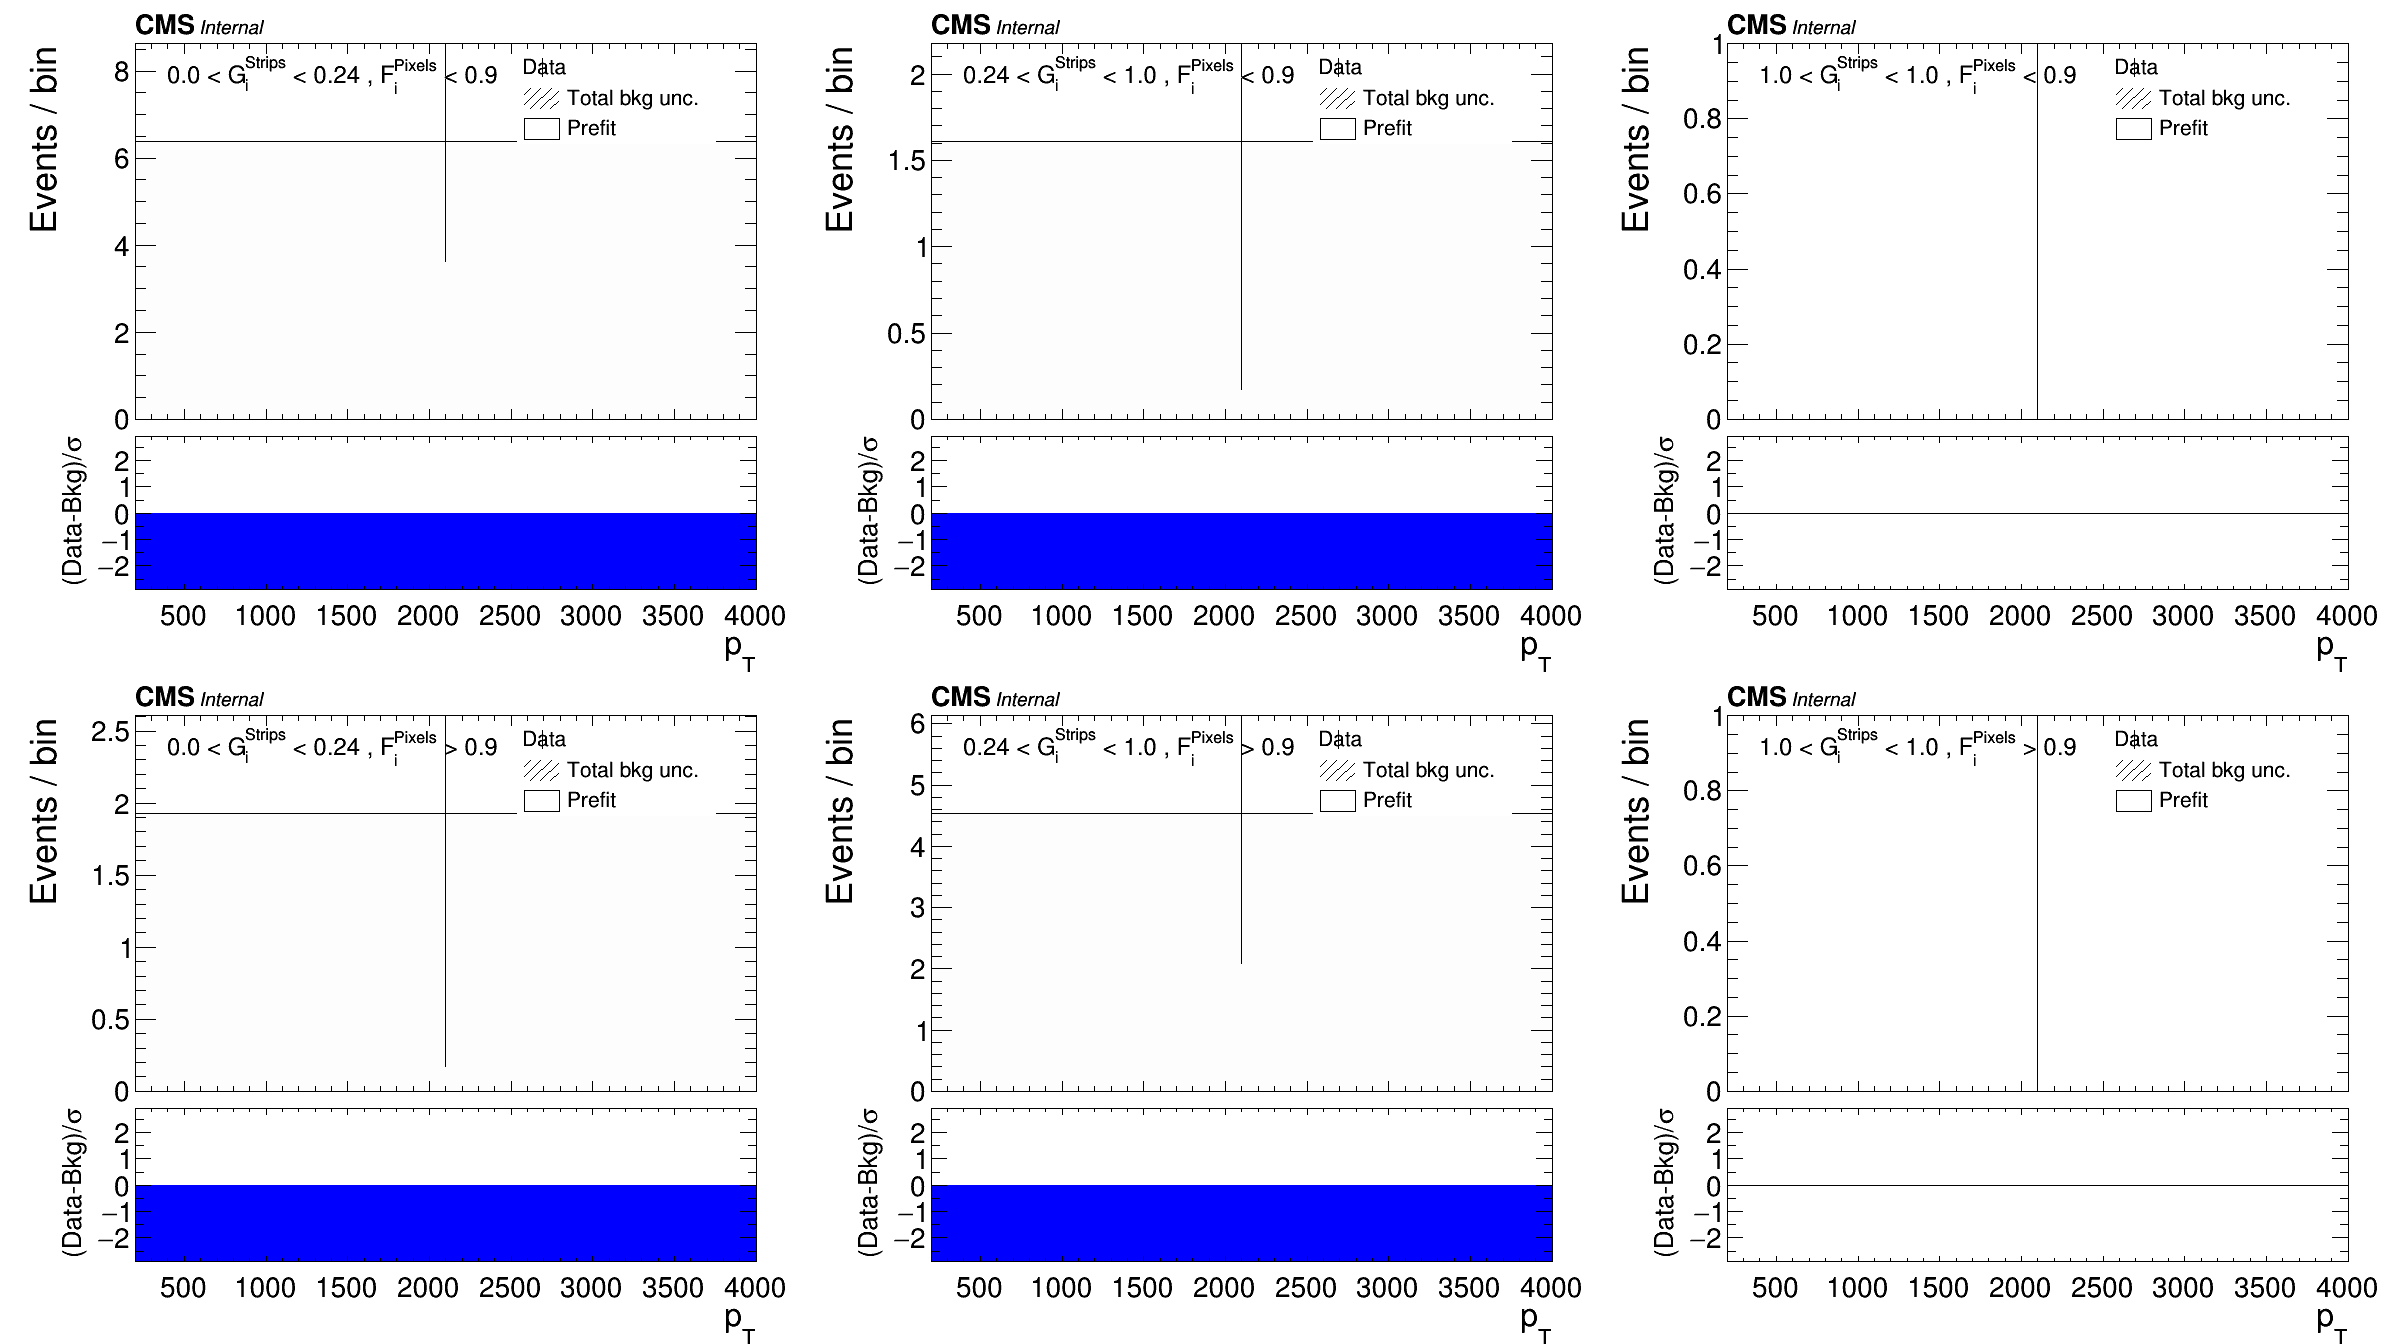 CMS Internal
Events / bin
8
6
4
2
0
0.0 < G_i^Strips < 0.24 , F_i^Pixels < 0.9
Data
Total bkg unc.
Prefit
(Data-Bkg)/σ
2
1
0
−1
−2
500 1000 1500 2000 2500 3000 3500 4000
p_T
CMS Internal
Events / bin
2
1.5
1
0.5
0
0.24 < G_i^Strips < 1.0 , F_i^Pixels < 0.9
Data
Total bkg unc.
Prefit
(Data-Bkg)/σ
2
1
0
−1
−2
500 1000 1500 2000 2500 3000 3500 4000
p_T
CMS Internal
Events / bin
1
0.8
0.6
0.4
0.2
0
1.0 < G_i^Strips < 1.0 , F_i^Pixels < 0.9
Data
Total bkg unc.
Prefit
(Data-Bkg)/σ
2
1
0
−1
−2
500 1000 1500 2000 2500 3000 3500 4000
p_T
CMS Internal
Events / bin
2.5
2
1.5
1
0.5
0
0.0 < G_i^Strips < 0.24 , F_i^Pixels > 0.9
Data
Total bkg unc.
Prefit
(Data-Bkg)/σ
2
1
0
−1
−2
500 1000 1500 2000 2500 3000 3500 4000
p_T
CMS Internal
Events / bin
6
5
4
3
2
1
0
0.24 < G_i^Strips < 1.0 , F_i^Pixels > 0.9
Data
Total bkg unc.
Prefit
(Data-Bkg)/σ
2
1
0
−1
−2
500 1000 1500 2000 2500 3000 3500 4000
p_T
CMS Internal
Events / bin
1
0.8
0.6
0.4
0.2
0
1.0 < G_i^Strips < 1.0 , F_i^Pixels > 0.9
Data
Total bkg unc.
Prefit
(Data-Bkg)/σ
2
1
0
−1
−2
500 1000 1500 2000 2500 3000 3500 4000
p_T